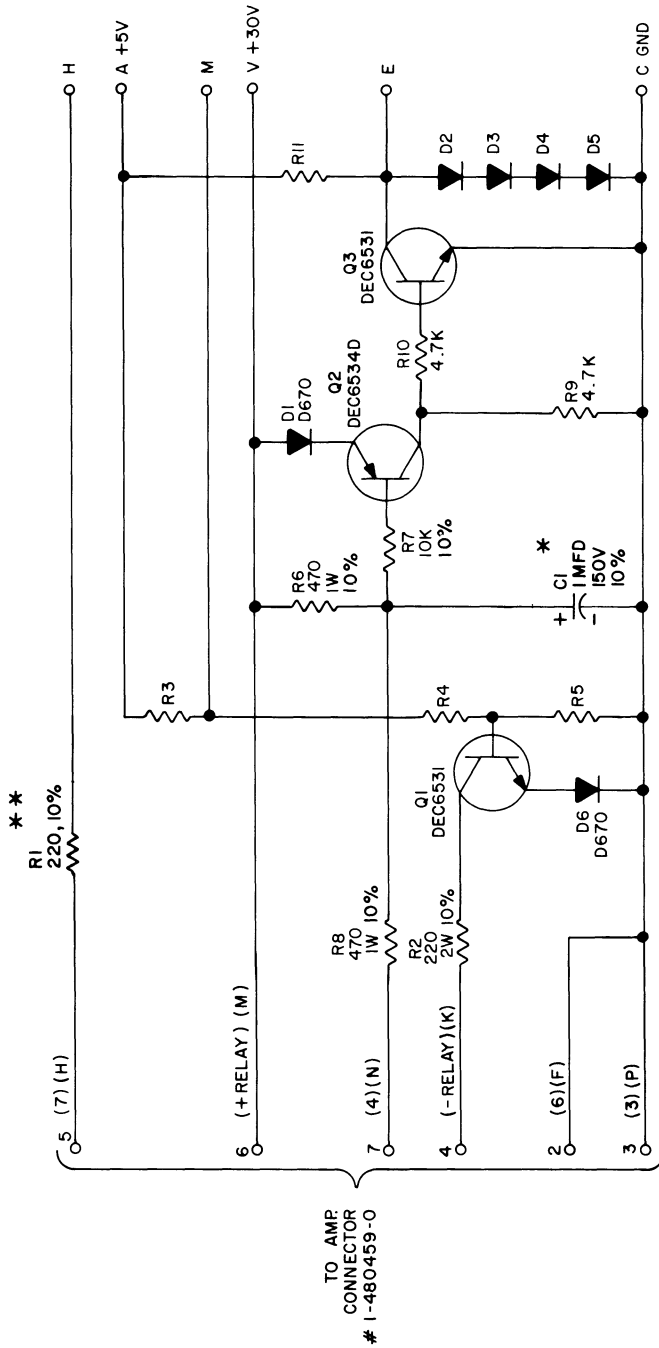 **
R1
220, 10%
5
(7) (H)
H
A +5V
R3
M
6
(+RELAY) (M)
V +30V
R6
470
1W
10%
D1
D670
Q2
DEC6534D
Q3
DEC6531
R11
R8
470
1W 10%
7
(4)(N)
R7
10K
10%
R10
4.7K
E
D2
D3
D4
D5
4
(-RELAY)(K)
R2
220
2W 10%
Q1
DEC6531
R4
R5
D6
D670
*
C1
1MFD
150V
10%
+
-
R9
4.7K
2
(6)(F)
3
(3)(P)
C GND
TO AMP.
CONNECTOR
# 1-480459-0